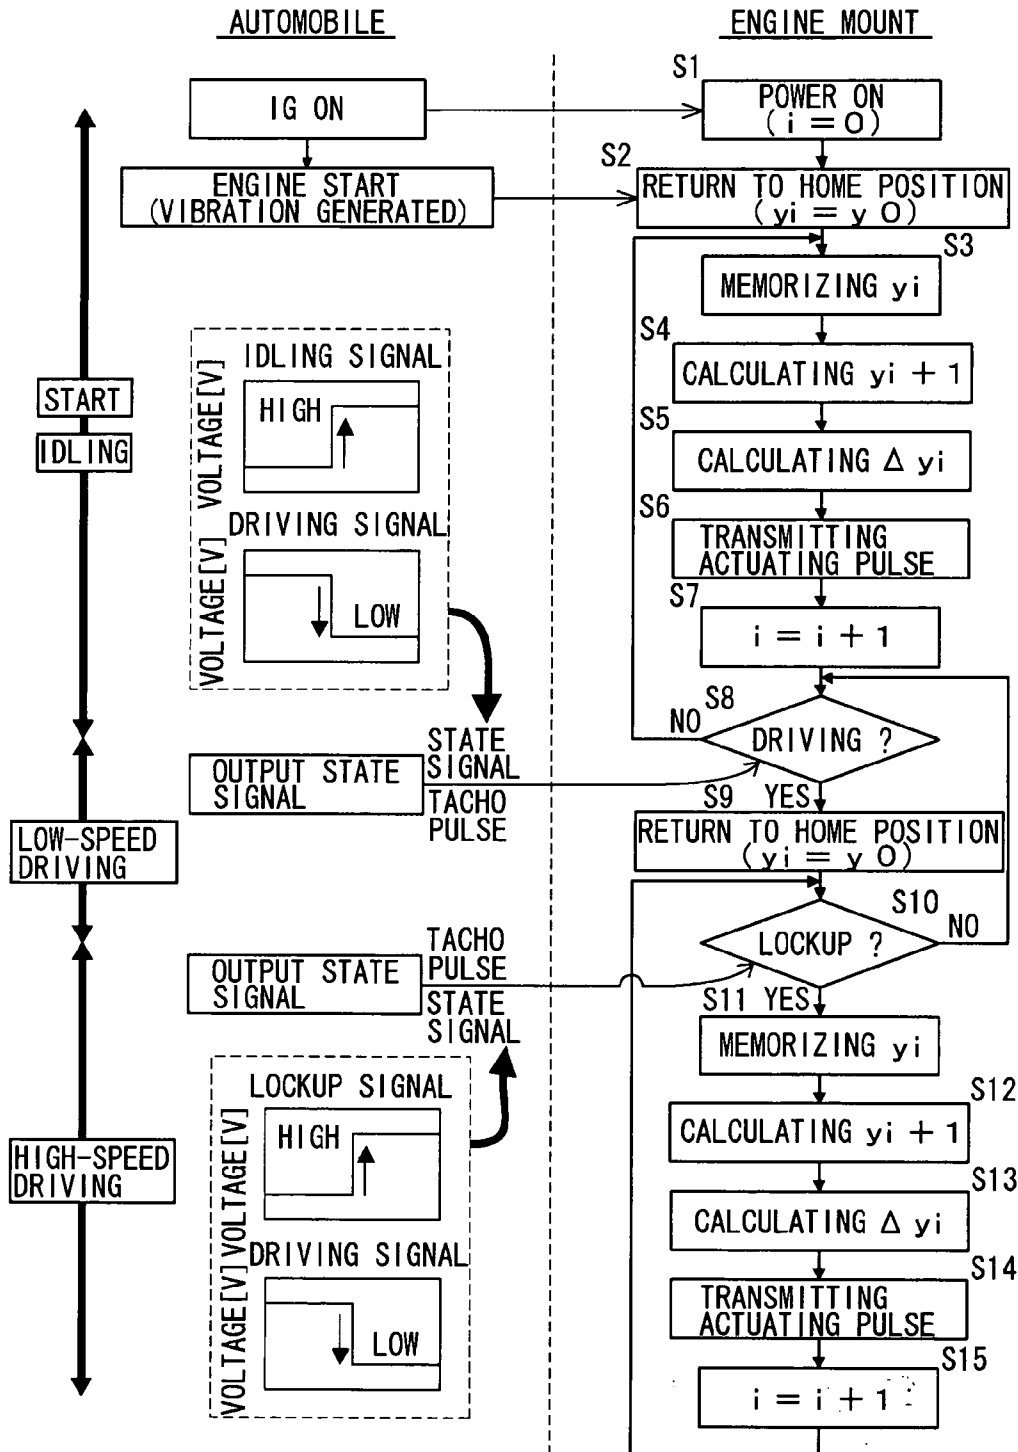 AUTOMOBILE
ENGINE MOUNT
S1
IG ON
POWER ON
(i = 0)
S2
ENGINE START
(VIBRATION GENERATED)
RETURN TO HOME POSITION
(yi = y 0)
S3
MEMORIZING yi
S4
CALCULATING yi + 1
S5
CALCULATING Δ yi
S6
TRANSMITTING
ACTUATING PULSE
S7
i = i + 1
START
IDLING
IDLING SIGNAL
VOLTAGE[V]
HIGH
DRIVING SIGNAL
VOLTAGE[V]
LOW
S8
NO
DRIVING ?
YES
STATE
SIGNAL
TACHO
PULSE
OUTPUT STATE
SIGNAL
LOW-SPEED
DRIVING
S9
RETURN TO HOME POSITION
(yi = y 0)
S10
LOCKUP ?
NO
YES
TACHO
PULSE
STATE
SIGNAL
OUTPUT STATE
SIGNAL
S11
MEMORIZING yi
S12
CALCULATING yi + 1
S13
CALCULATING Δ yi
S14
TRANSMITTING
ACTUATING PULSE
S15
i = i + 1
LOCKUP SIGNAL
VOLTAGE[V]
HIGH
HIGH-SPEED
DRIVING
DRIVING SIGNAL
VOLTAGE[V]
LOW